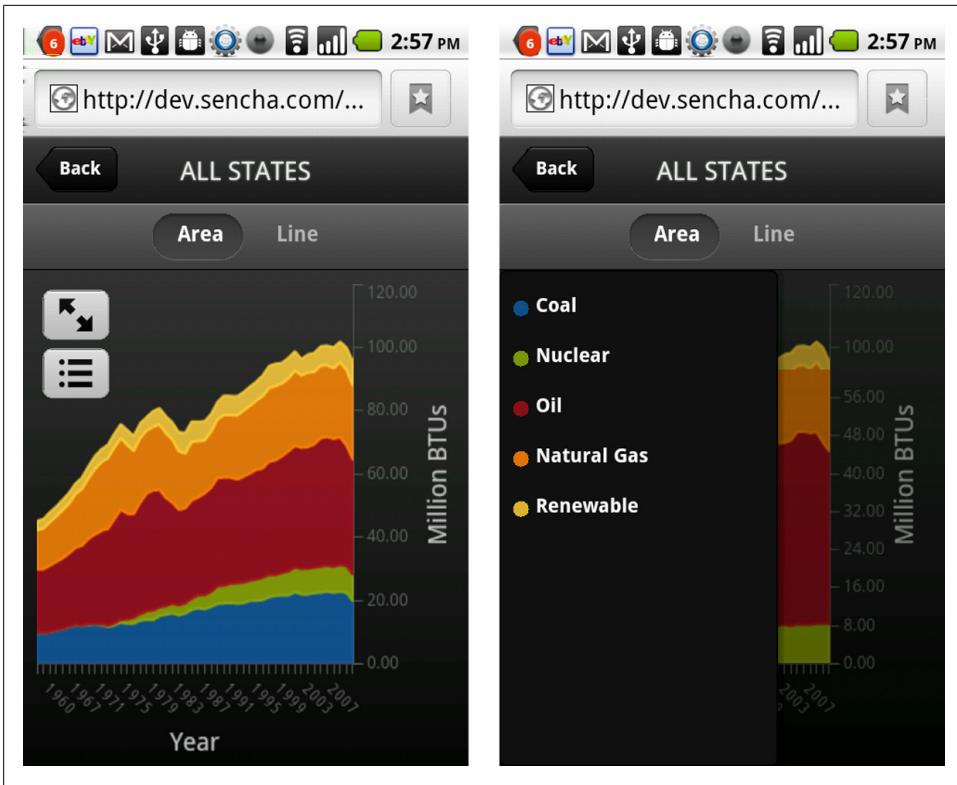 6 ebY 2:57 PM
http://dev.sencha.com/...
Back ALL STATES
Area Line
120.00
100.00
80.00
60.00
40.00
20.00
0.00
Million BTUs
1960 1967 1971 1975 1979 1983 1987 1991 1995 1999 2003 2007
Year
6 ebY 2:57 PM
http://dev.sencha.com/...
Back ALL STATES
Area Line
Coal
Nuclear
Oil
Natural Gas
Renewable
120.00
100.00
56.00
48.00
40.00
32.00
24.00
16.00
8.00
0.00
Million BTUs
2003 2007